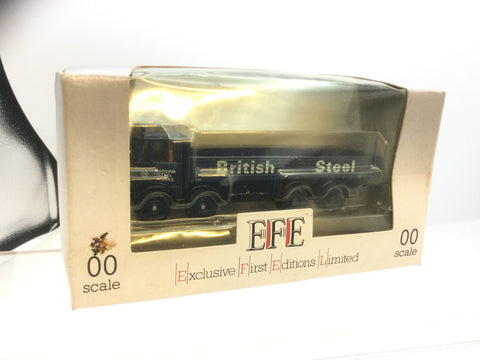 British Steel
EFE
00
scale
Exclusive First Editions Limited
00
scale